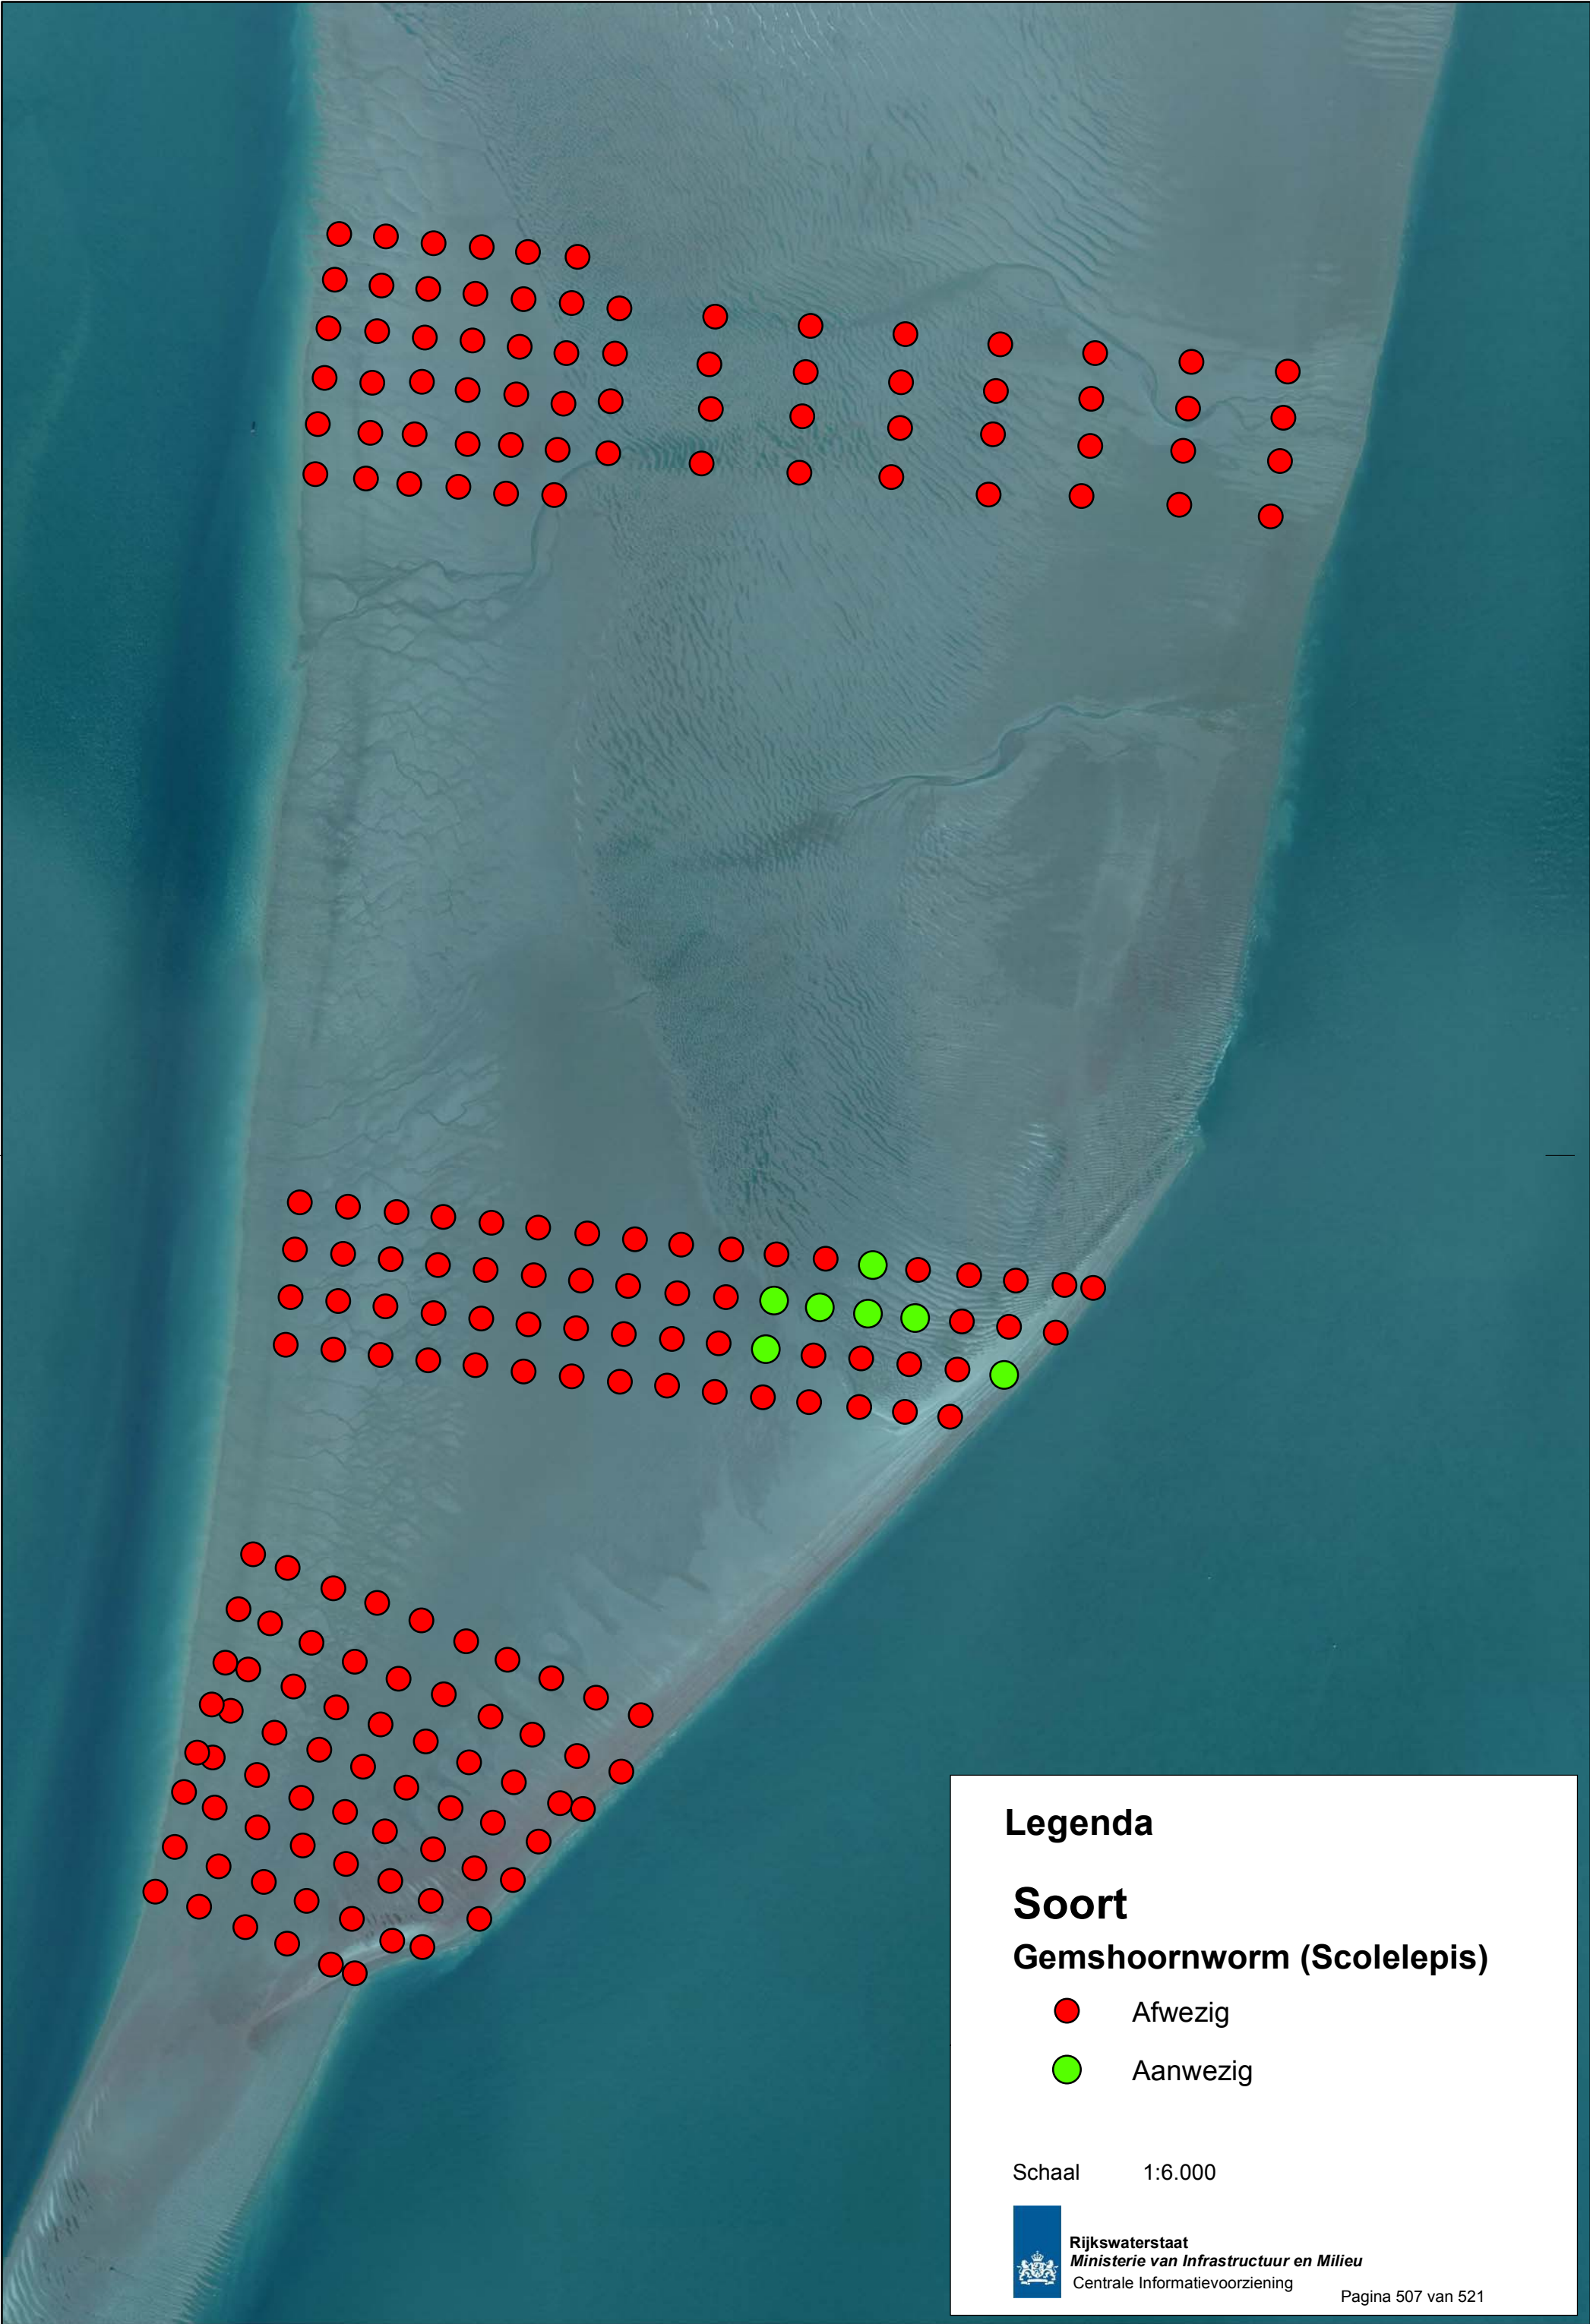 Legenda
Soort
Gemshoornworm (Scolelepis)
Afwezig
Aanwezig
Schaal 1:6.000
Rijkswaterstaat
Ministerie van Infrastructuur en Milieu
Centrale Informatievoorziening
Pagina 507 van 521